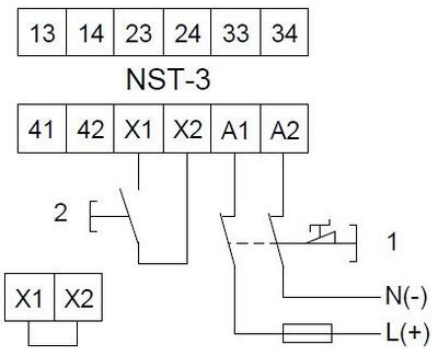 13 14 23 24 33 34
NST-3
41 42 X1 X2 A1 A2
2
1
X1 X2
N(-)
L(+)